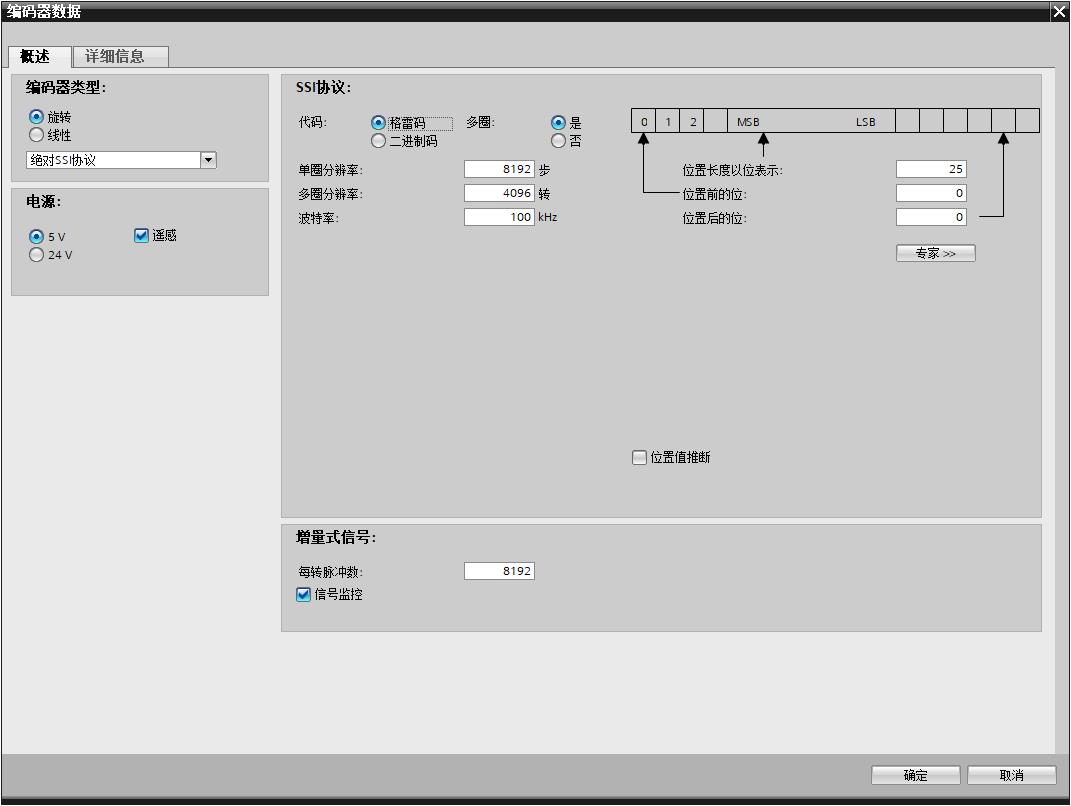 编码器数据
概述 详细信息
编码器类型:
旋转
线性
绝对SSI协议
电源:
5 V 遥感
24 V
SSI协议:
代码: 格雷码 多圈: 是
二进制码 否
0 1 2 MSB LSB
单圈分辨率: 8192 步 位置长度以位表示: 25
多圈分辨率: 4096 转 位置前的位: 0
波特率: 100 kHz 位置后的位: 0
专家 >>
位置值推断
增量式信号:
每转脉冲数: 8192
信号监控
确定 取消